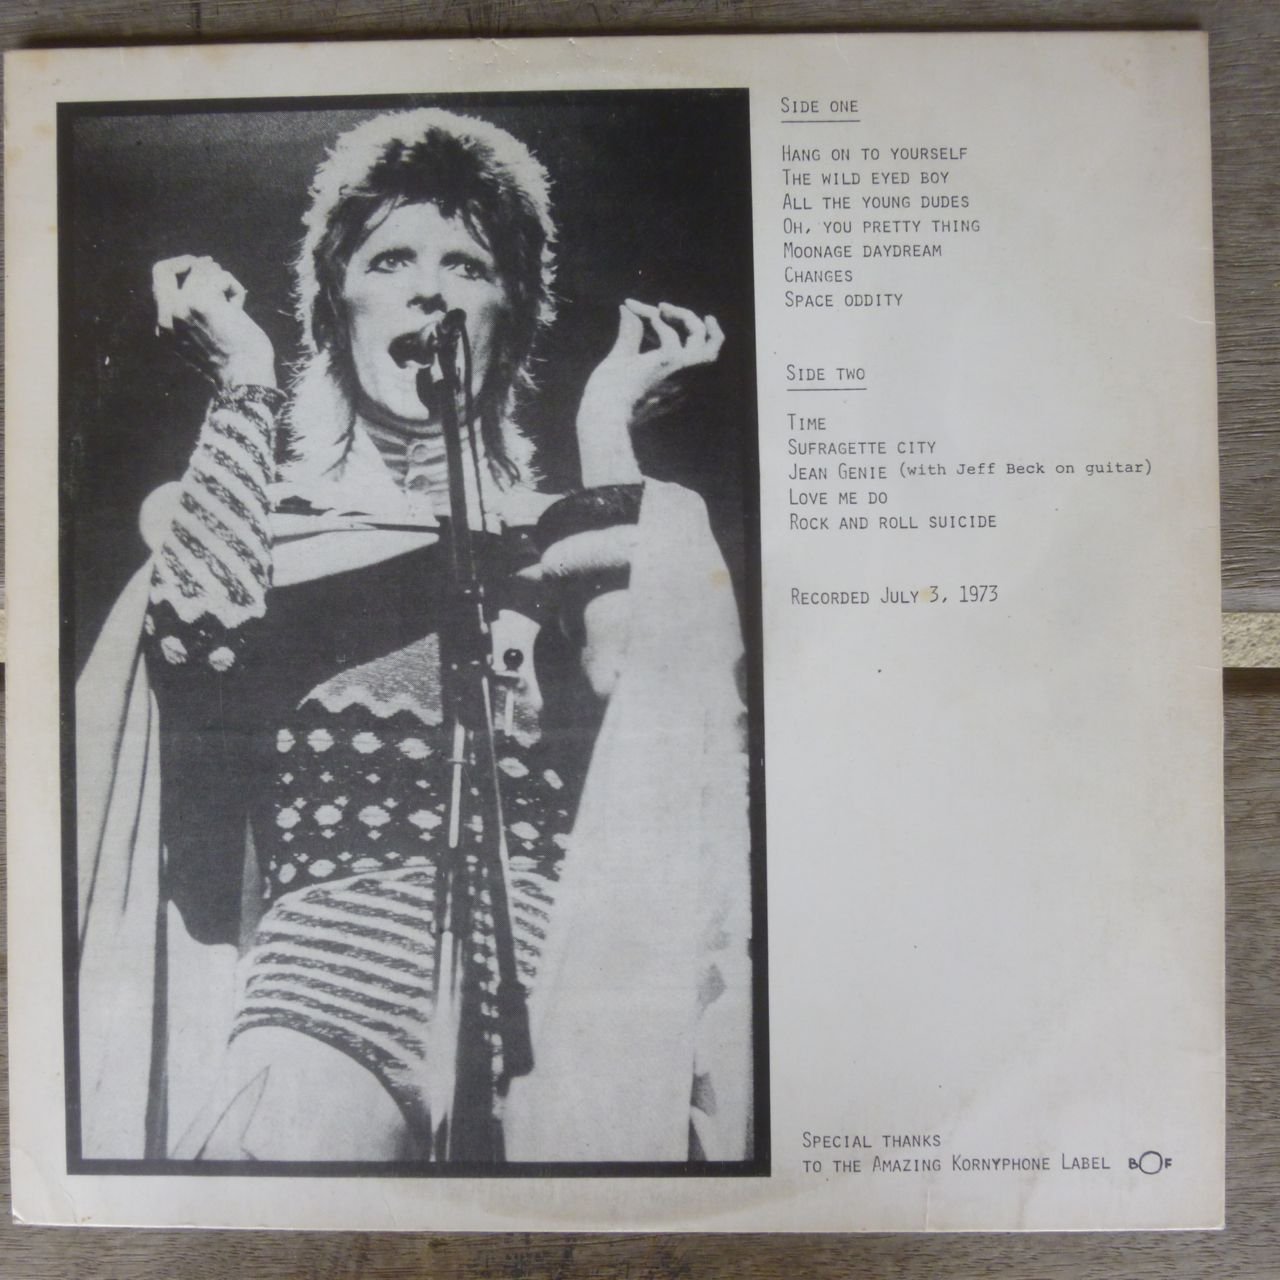 SIDE ONE
HANG ON TO YOURSELF
THE WILD EYED BOY
ALL THE YOUNG DUDES
OH, YOU PRETTY THING
MOONAGE DAYDREAM
CHANGES
SPACE ODDITY
SIDE TWO
TIME
SUFRAGETTE CITY
JEAN GENIE (with Jeff Beck on guitar)
LOVE ME DO
ROCK AND ROLL SUICIDE
RECORDED JULY 3, 1973
SPECIAL THANKS
TO THE AMAZING KORNYPHONE LABEL BOF